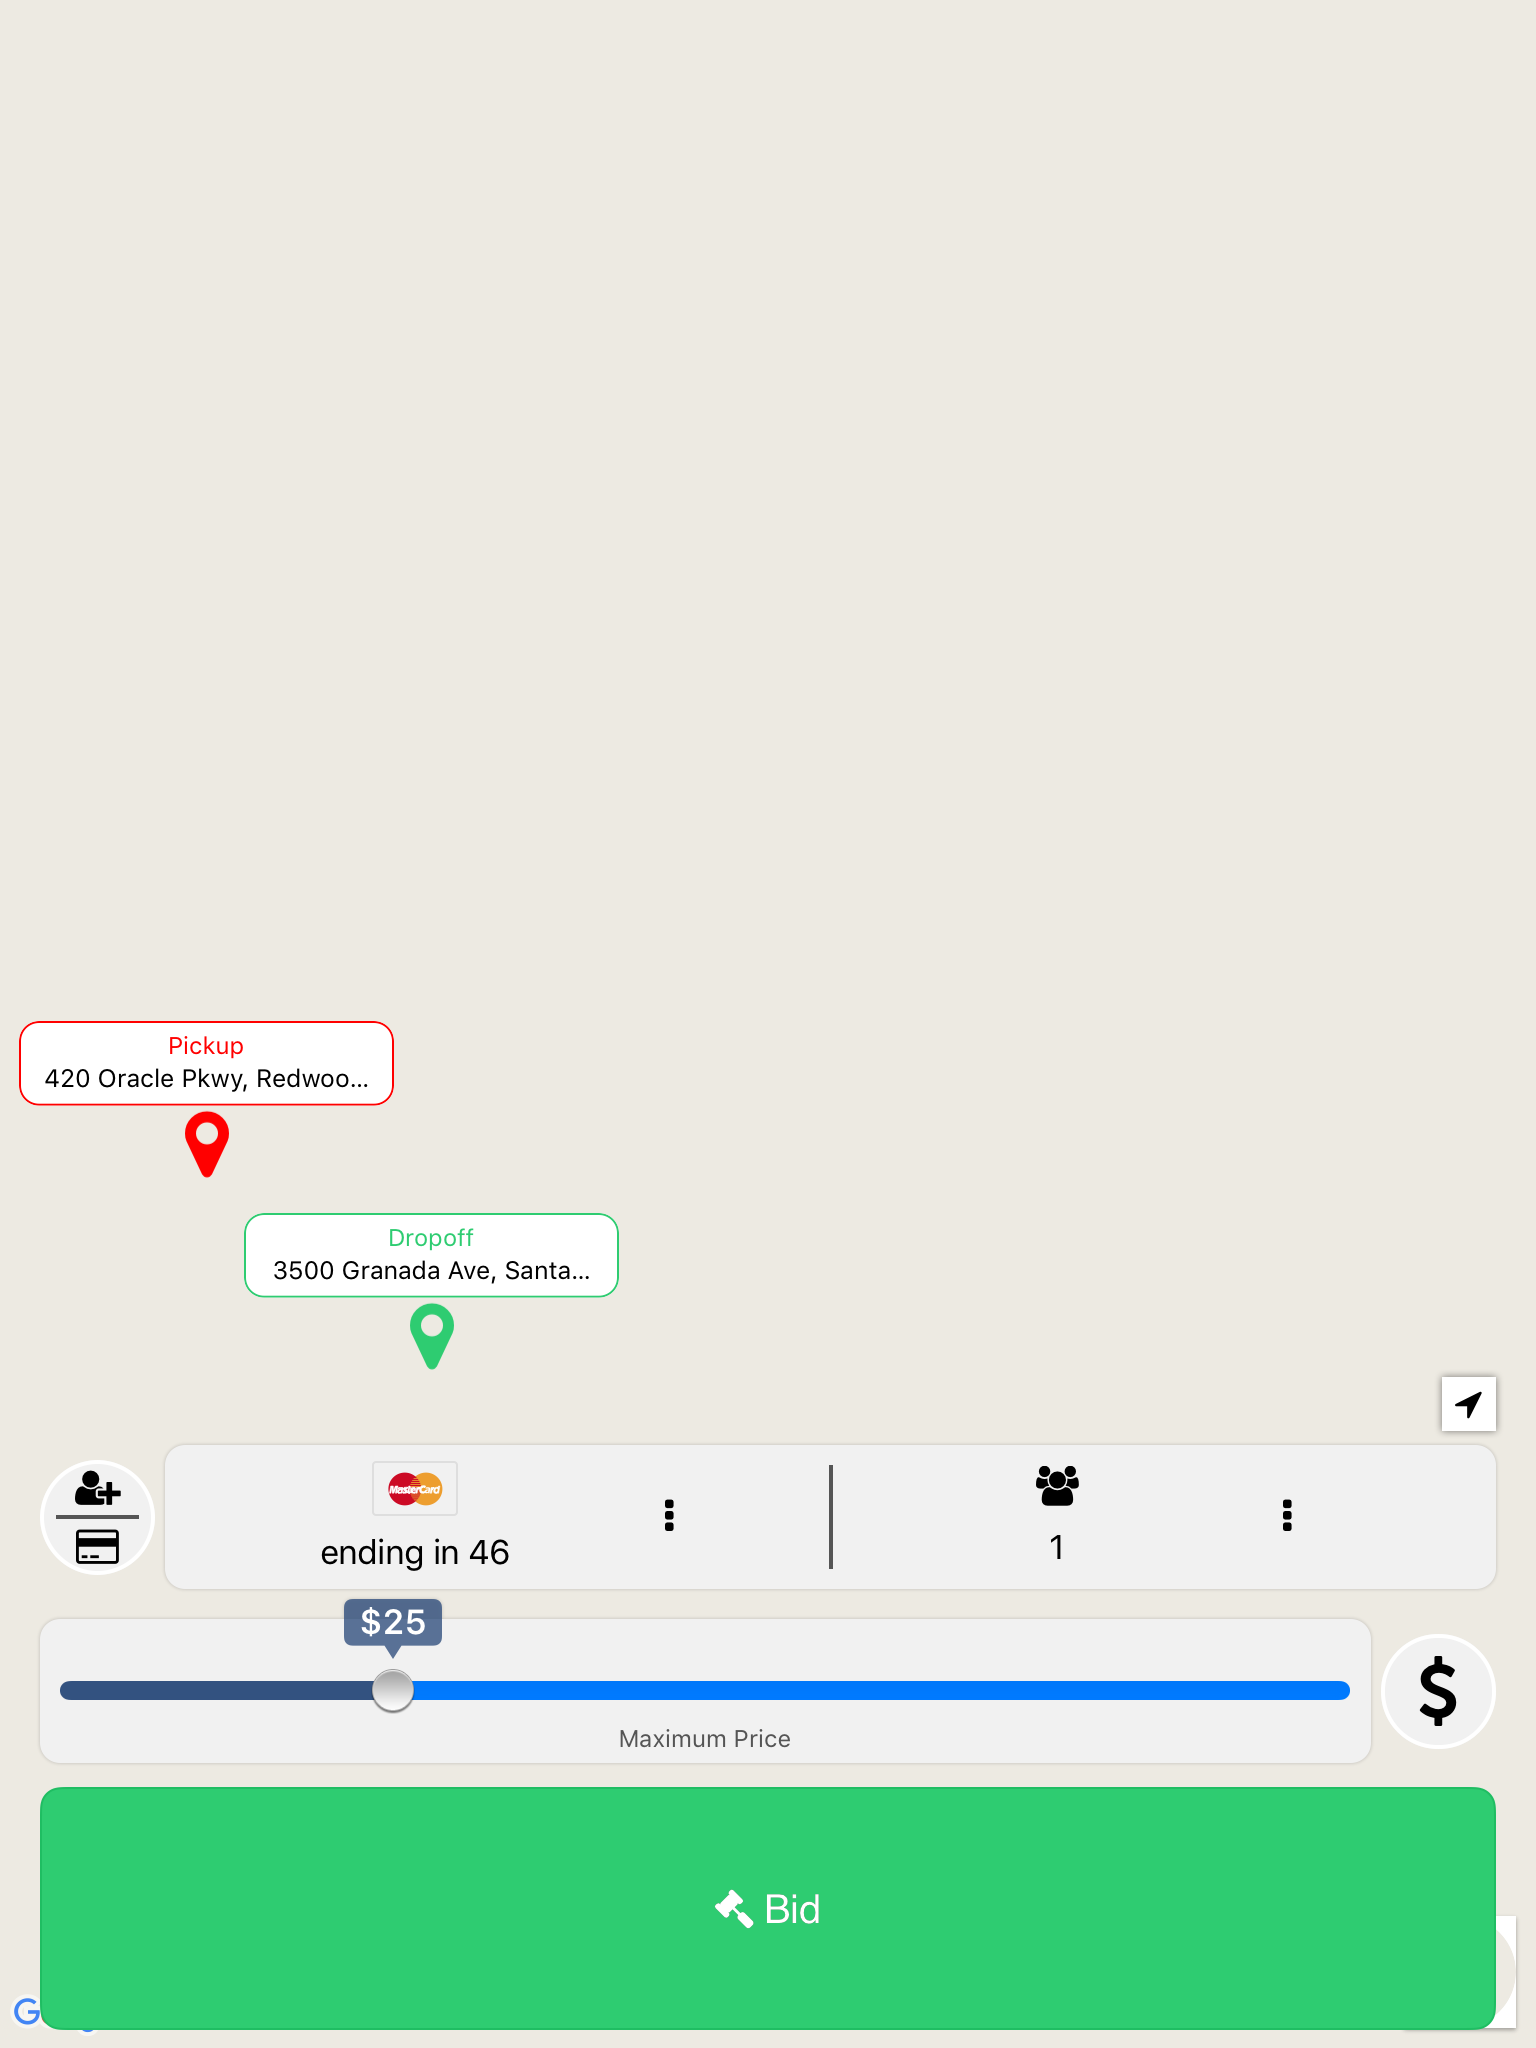 Pickup
420 Oracle Pkwy, Redwoo...
Dropoff
3500 Granada Ave, Santa...
MasterCard
ending in 46
1
$25
Maximum Price
$
Bid
G